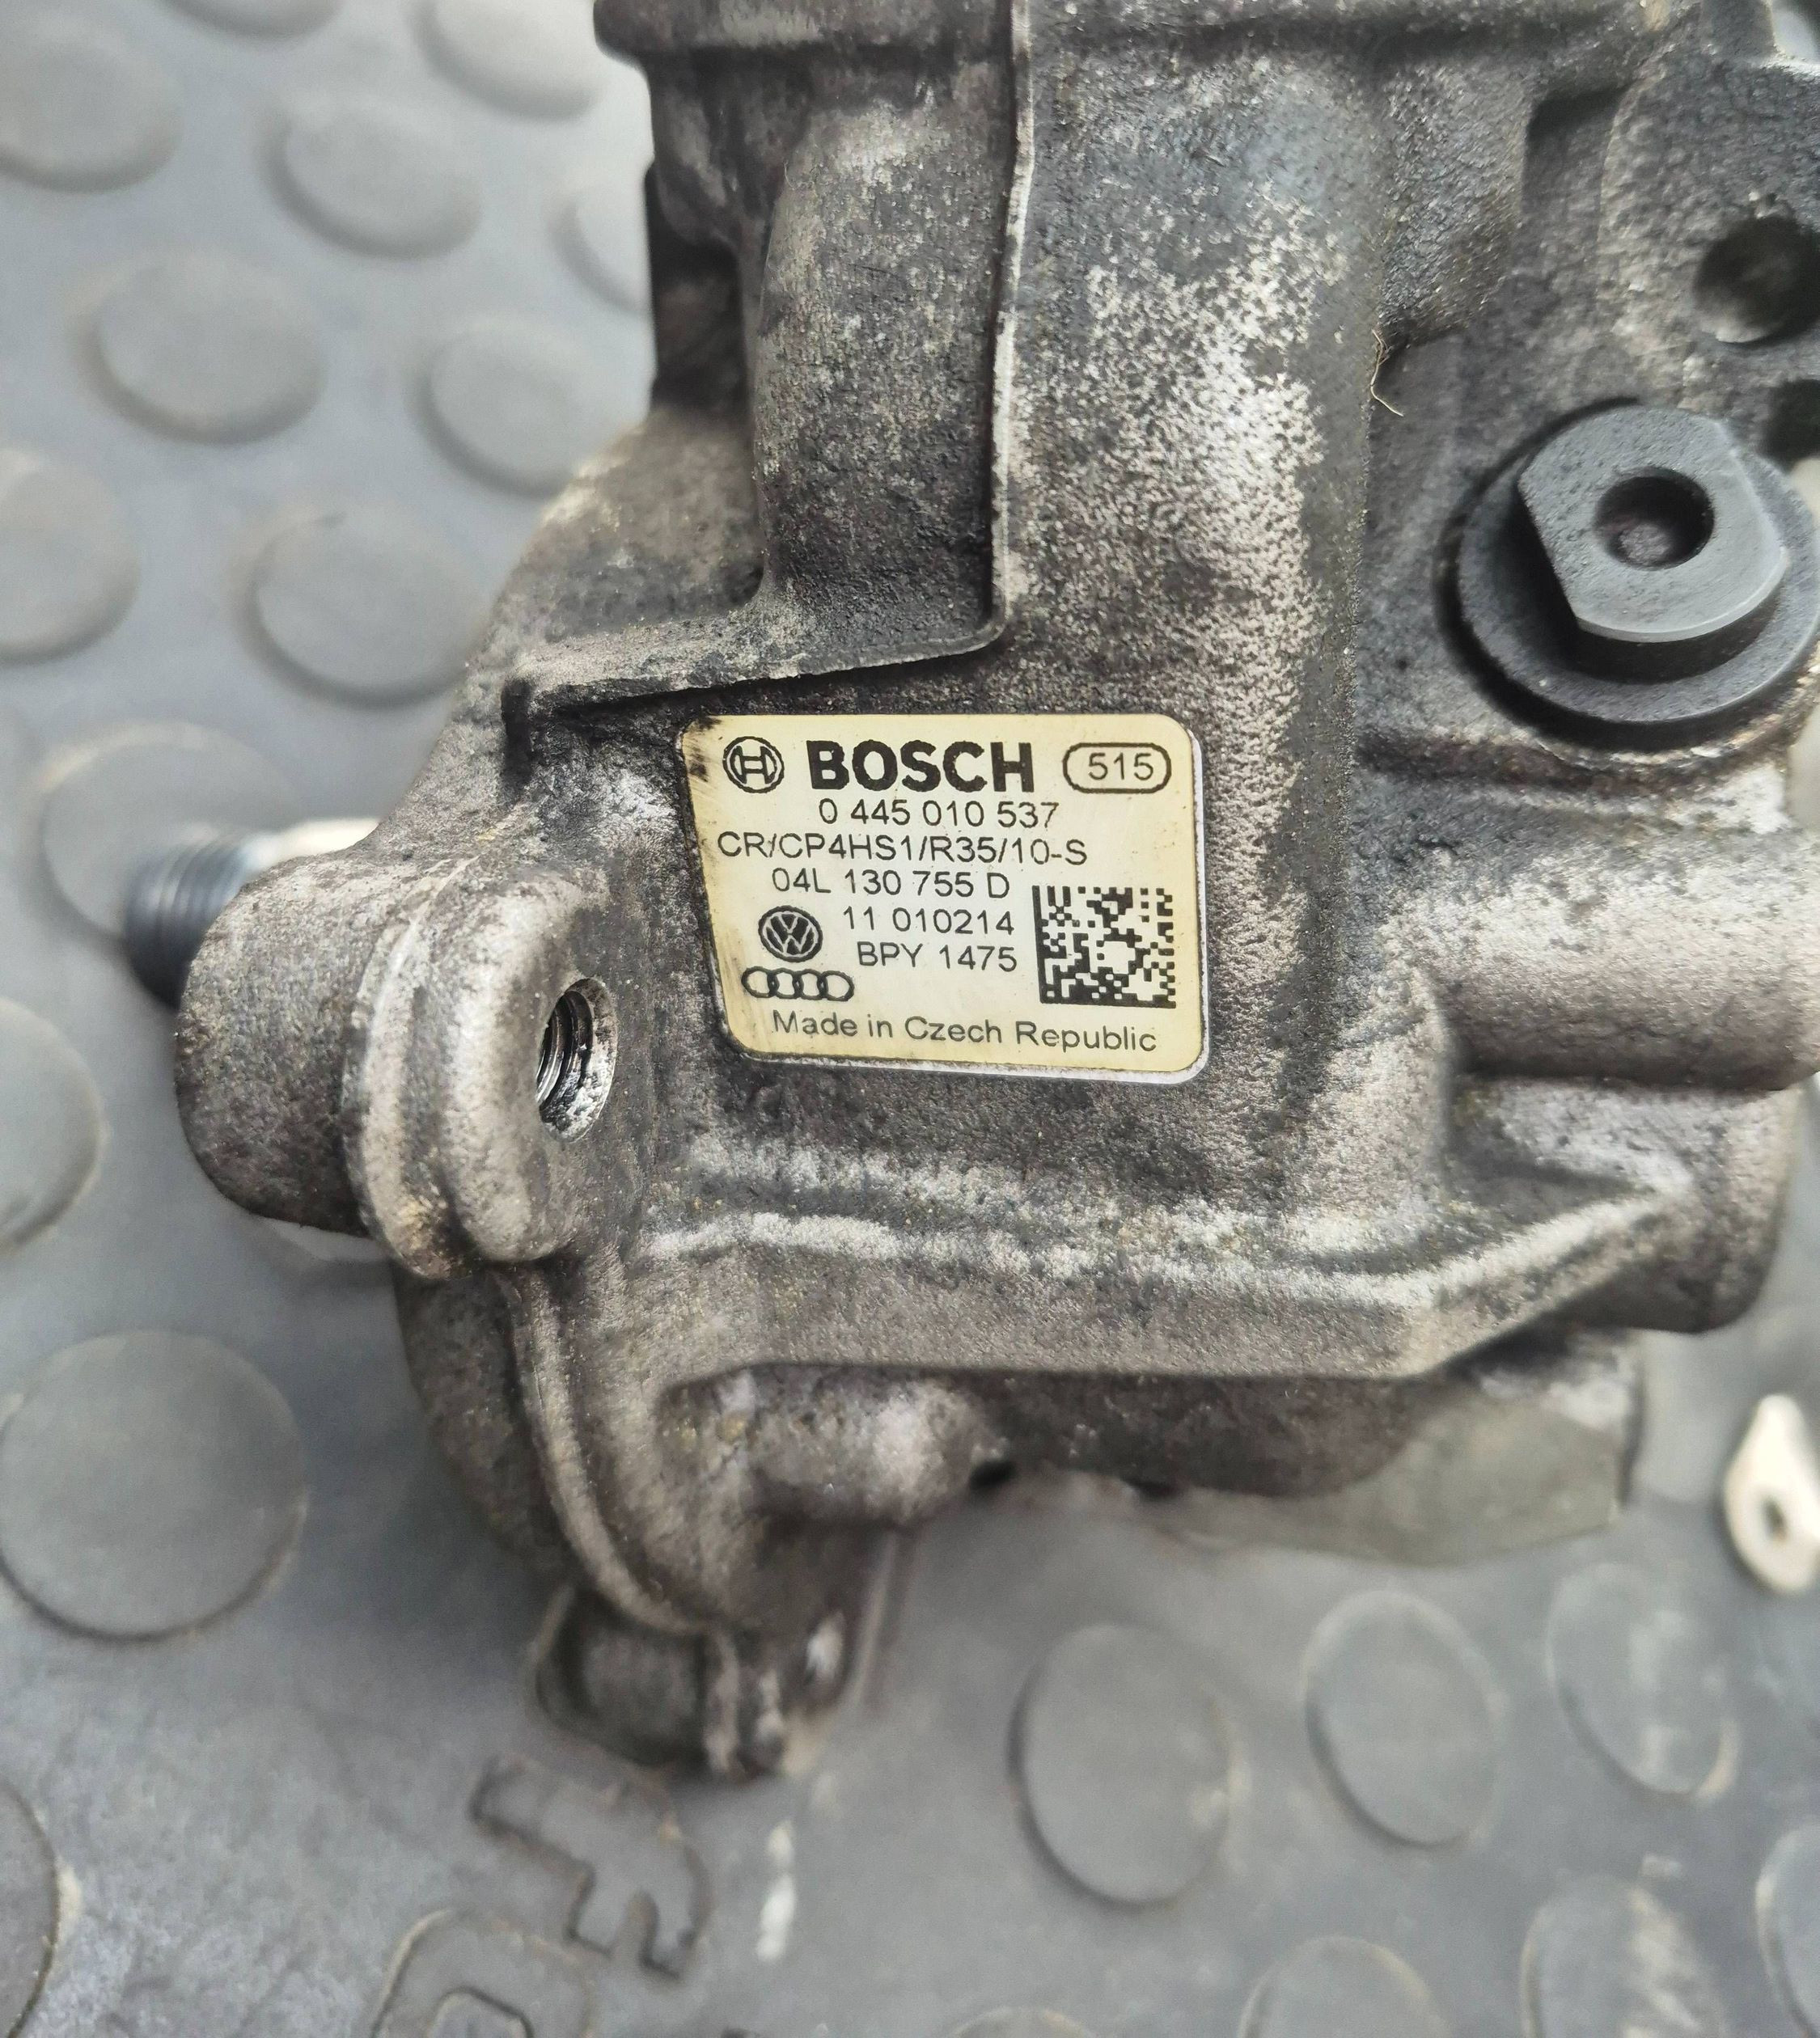 BOSCH 515
0 445 010 537
CR/CP4HS1/R35/10-S
04L 130 755 D
11 010214
BPY 1475
Made in Czech Republic